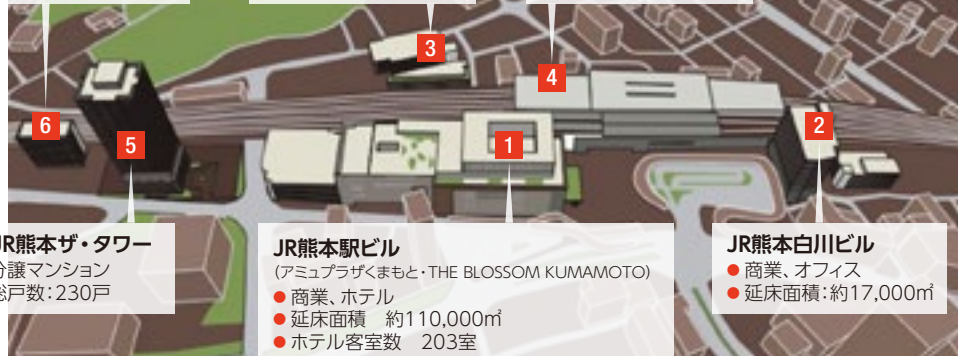 3
4
6
5
1
2
JR熊本ザ・タワー
分譲マンション
総戸数：230戸
JR熊本駅ビル
（アミュプラザくまもと・THE BLOSSOM KUMAMOTO）
● 商業、ホテル
● 延床面積　約110,000㎡
● ホテル客室数　203室
JR熊本白川ビル
● 商業、オフィス
● 延床面積：約17,000㎡